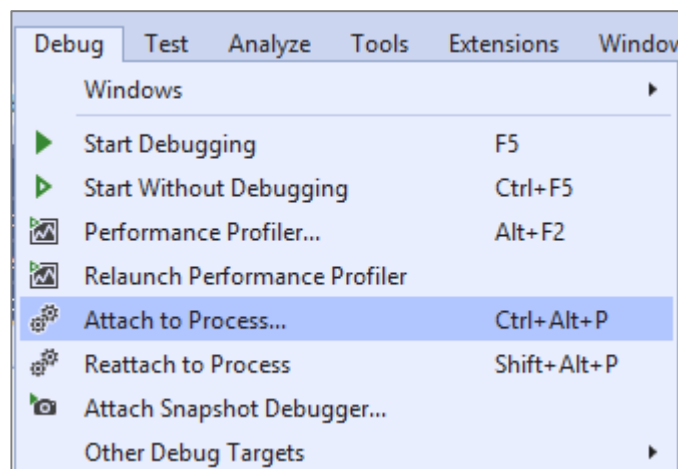 Debug Test Analyze Tools Extensions
Windows
Start Debugging F5
Start Without Debugging Ctrl+F5
Performance Profiler... Alt+F2
Relaunch Performance Profiler
Attach to Process... Ctrl+Alt+P
Reattach to Process Shift+Alt+P
Attach Snapshot Debugger...
Other Debug Targets